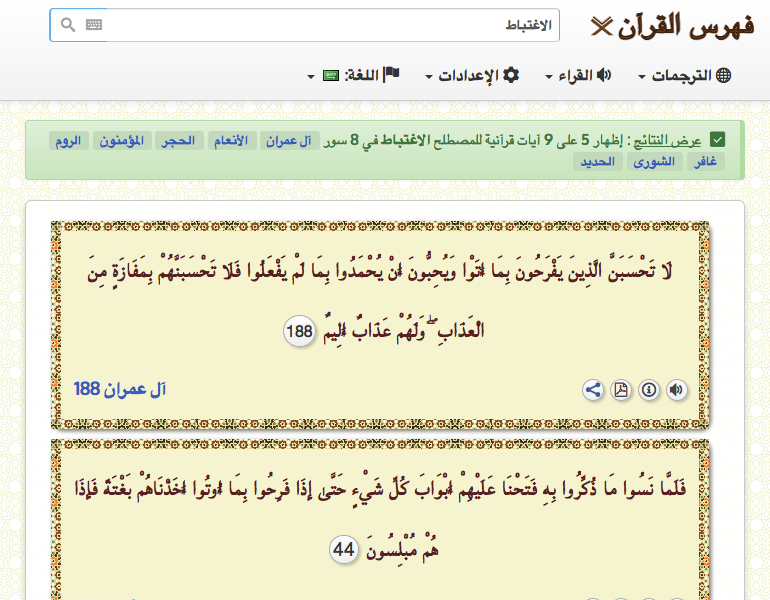 فهرس القرآن
الاغتباط
الترجمات القراء الإعدادات اللغة:
عرض النتائج : إظهار 5 على 9 آيات قرآنية للمصطلح الاغتباط في 8 سور آل عمران الأنعام الحجر المؤمنون الروم
غافر الشورى الحديد
لَا تَحْسَبَنَّ الَّذِينَ يَفْرَحُونَ بِمَا أَتَوْا وَيُحِبُّونَ أَنْ يُحْمَدُوا بِمَا لَمْ يَفْعَلُوا فَلَا تَحْسَبَنَّهُمْ بِمَفَازَةٍ مِنَ
الْعَذَابِ ۖ وَلَهُمْ عَذَابٌ أَلِيمٌ 188
آل عمران 188
فَلَمَّا نَسُوا مَا ذُكِّرُوا بِهِ فَتَحْنَا عَلَيْهِمْ أَبْوَابَ كُلِّ شَيْءٍ حَتَّىٰ إِذَا فَرِحُوا بِمَا أُوتُوا أَخَذْنَاهُمْ بَغْتَةً فَإِذَا
هُمْ مُبْلِسُونَ 44